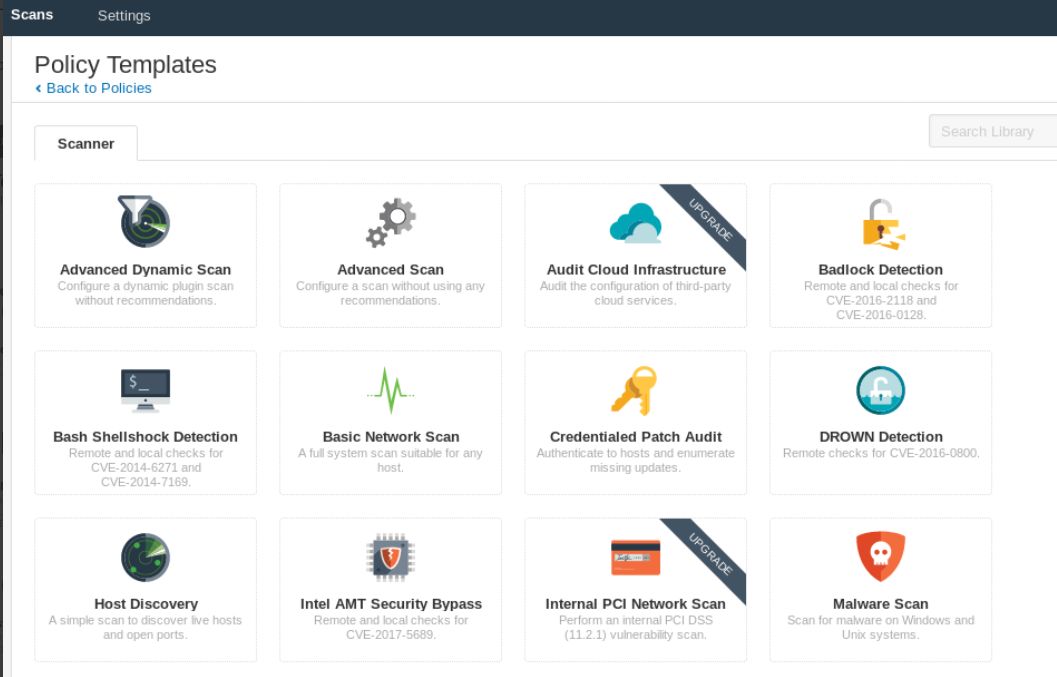 Scans Settings
Policy Templates
‹ Back to Policies
Scanner
Search Library
Advanced Dynamic Scan
Configure a dynamic plugin scan
without recommendations.
Advanced Scan
Configure a scan without using any
recommendations.
UPGRADE
Audit Cloud Infrastructure
Audit the configuration of third-party
cloud services.
Badlock Detection
Remote and local checks for
CVE-2016-2118 and
CVE-2016-0128.
$_
Bash Shellshock Detection
Remote and local checks for
CVE-2014-6271 and
CVE-2014-7169.
Basic Network Scan
A full system scan suitable for any
host.
Credentialed Patch Audit
Authenticate to hosts and enumerate
missing updates.
DROWN Detection
Remote checks for CVE-2016-0800.
Host Discovery
A simple scan to discover live hosts
and open ports.
Intel AMT Security Bypass
Remote and local checks for
CVE-2017-5689.
UPGRADE
Internal PCI Network Scan
Perform an internal PCI DSS
(11.2.1) vulnerability scan.
Malware Scan
Scan for malware on Windows and
Unix systems.